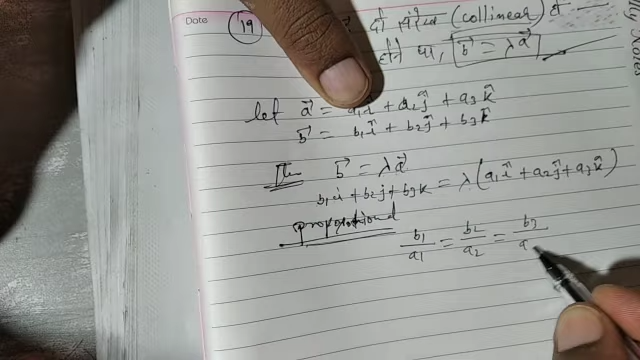 Date 19 दो (collinear)
होने b⃗ = λa⃗
let a⃗ = a₁î + a₂ĵ + a₃k̂
b⃗ = b₁î + b₂ĵ + b₃k̂
b⃗ = λa⃗
b₁i + b₂j + b₃k = λ(a₁î + a₂ĵ + a₃k̂)
proportional
b₁/a₁ = b₂/a₂ = b₃/a